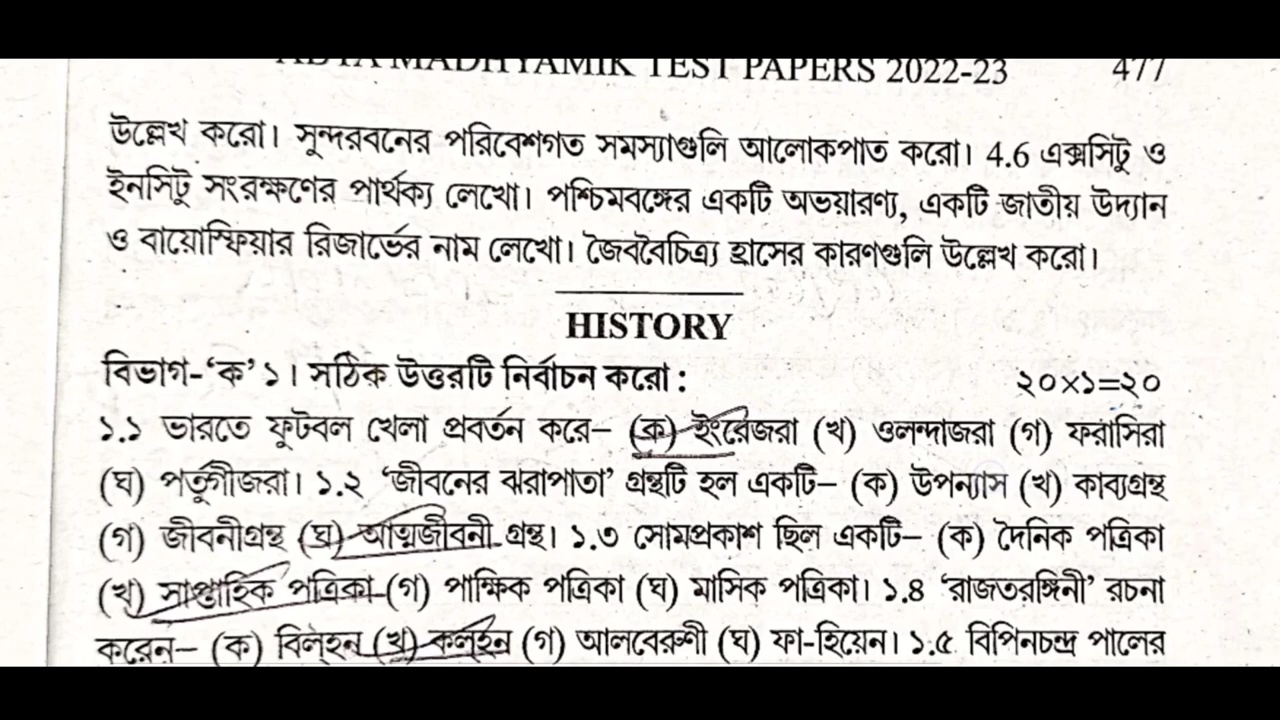 ABTA MADHYAMIK TEST PAPERS 2022-23 477
উল্লেখ করো। সুন্দরবনের পরিবেশগত সমস্যাগুলি আলোকপাত করো। 4.6 এক্সসিটু ও
ইনসিটু সংরক্ষণের পার্থক্য লেখো। পশ্চিমবঙ্গের একটি অভয়ারণ্য, একটি জাতীয় উদ্যান
ও বায়োস্ফিয়ার রিজার্ভের নাম লেখো। জৈববৈচিত্র্য হ্রাসের কারণগুলি উল্লেখ করো।
HISTORY
বিভাগ-‘ক’ ১। সঠিক উত্তরটি নির্বাচন করো : ২০×১=২০
১.১ ভারতে ফুটবল খেলা প্রবর্তন করে– (ক) ইংরেজরা (খ) ওলন্দাজরা (গ) ফরাসিরা
(ঘ) পর্তুগীজরা। ১.২ ‘জীবনের ঝরাপাতা’ গ্রন্থটি হল একটি– (ক) উপন্যাস (খ) কাব্যগ্রন্থ
(গ) জীবনীগ্রন্থ (ঘ) আত্মজীবনী গ্রন্থ। ১.৩ সোমপ্রকাশ ছিল একটি– (ক) দৈনিক পত্রিকা
(খ) সাপ্তাহিক পত্রিকা (গ) পাক্ষিক পত্রিকা (ঘ) মাসিক পত্রিকা। ১.৪ ‘রাজতরঙ্গিনী’ রচনা
করেন– (ক) বিল্হন (খ) কল্হন (গ) আলবেরুণী (ঘ) ফা-হিয়েন। ১.৫ বিপিনচন্দ্র পালের